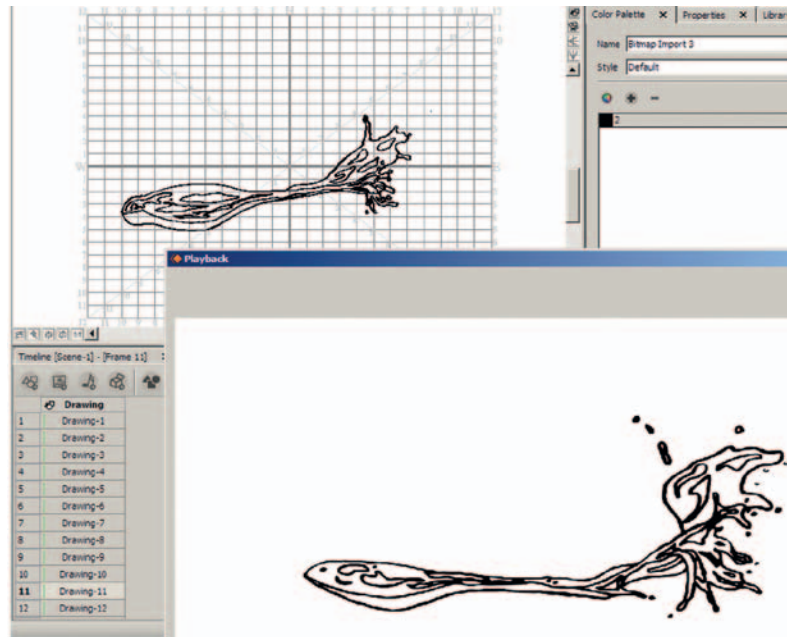 Color Palette × Properties × Librar
Name Bitmap Import 3
Style Default
2
Playback
Timeline [Scene-1] - [Frame 11]
Drawing
1 Drawing-1
2 Drawing-2
3 Drawing-3
4 Drawing-4
5 Drawing-5
6 Drawing-6
7 Drawing-7
8 Drawing-8
9 Drawing-9
10 Drawing-10
11 Drawing-11
12 Drawing-12